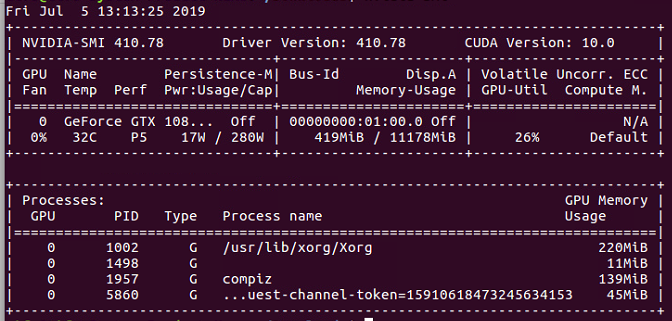 Fri Jul  5 13:13:25 2019
+-----------------------------------------------------------------------------+
| NVIDIA-SMI 410.78       Driver Version: 410.78       CUDA Version: 10.0     |
|-------------------------------+----------------------+----------------------+
| GPU  Name        Persistence-M| Bus-Id        Disp.A | Volatile Uncorr. ECC |
| Fan  Temp  Perf  Pwr:Usage/Cap|         Memory-Usage | GPU-Util  Compute M. |
|===============================+======================+======================|
|   0  GeForce GTX 108...  Off  | 00000000:01:00.0 Off |                  N/A |
|  0%   32C    P5    17W / 280W |    419MiB / 11178MiB |     26%      Default |
+-------------------------------+----------------------+----------------------+

+-----------------------------------------------------------------------------+
| Processes:                                                       GPU Memory |
|  GPU       PID   Type   Process name                             Usage      |
|=============================================================================|
|    0      1002      G   /usr/lib/xorg/Xorg                           220MiB |
|    0      1498      G                                                 11MiB |
|    0      1957      G   compiz                                       139MiB |
|    0      5860      G   ...uest-channel-token=15910618473245634153    45MiB |
+-----------------------------------------------------------------------------+